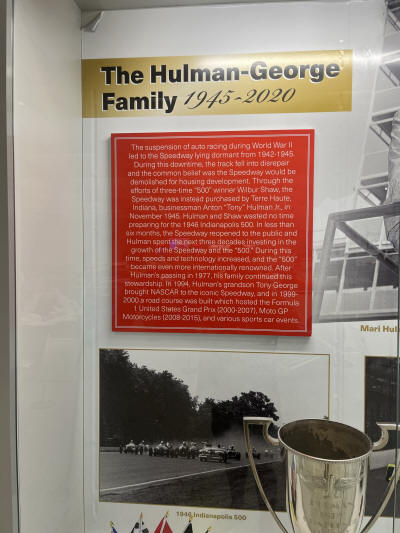 The Hulman-George
Family 1945-2020
The suspension of auto racing during World War II
led to the Speedway lying dormant from 1942-1945.
During this downtime, the track fell into disrepair
and the common belief was the Speedway would be
demolished for housing development. Through the
efforts of three-time "500" winner Wilbur Shaw, the
Speedway was instead purchased by Terre Haute,
Indiana, businessman Anton "Tony" Hulman Jr., in
November 1945. Hulman and Shaw wasted no time
preparing for the 1946 Indianapolis 500. In less than
six months, the Speedway reopened to the public and
Hulman spent the next three decades investing in the
growth of the Speedway and the "500." During this
time, speeds and technology increased, and the "500"
became even more internationally renowned. After
Hulman's passing in 1977, his family continued this
stewardship. In 1994, Hulman's grandson Tony George
brought NASCAR to the iconic Speedway, and in 1999-
2000 a road course was built which hosted the Formula
1 United States Grand Prix (2000-2007), Moto GP
Motorcycles (2008-2015), and various sports car events.
Mari Hul
1946 Indianapolis 500